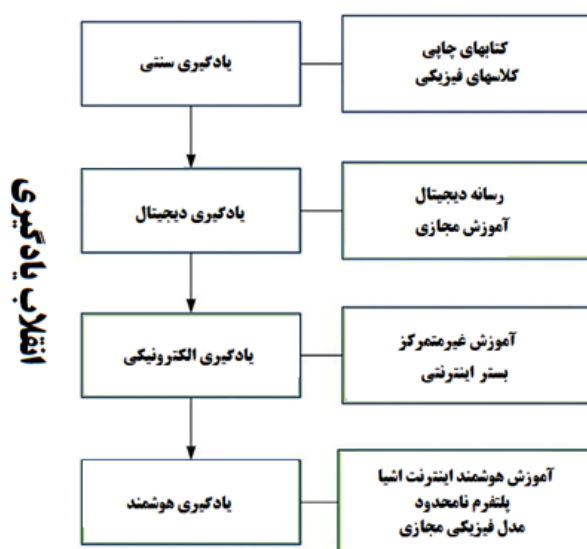 یادگیری سنتی
کتابهای چاپی
کلاسهای فیزیکی
یادگیری دیجیتال
رسانه دیجیتال
آموزش مجازی
یادگیری الکترونیکی
آموزش غیرمتمرکز
بستر اینترنتی
یادگیری هوشمند
آموزش هوشمند اینترنت اشیا
پلتفرم نامحدود
مدل فیزیکی مجازی
انقلاب یادگیری